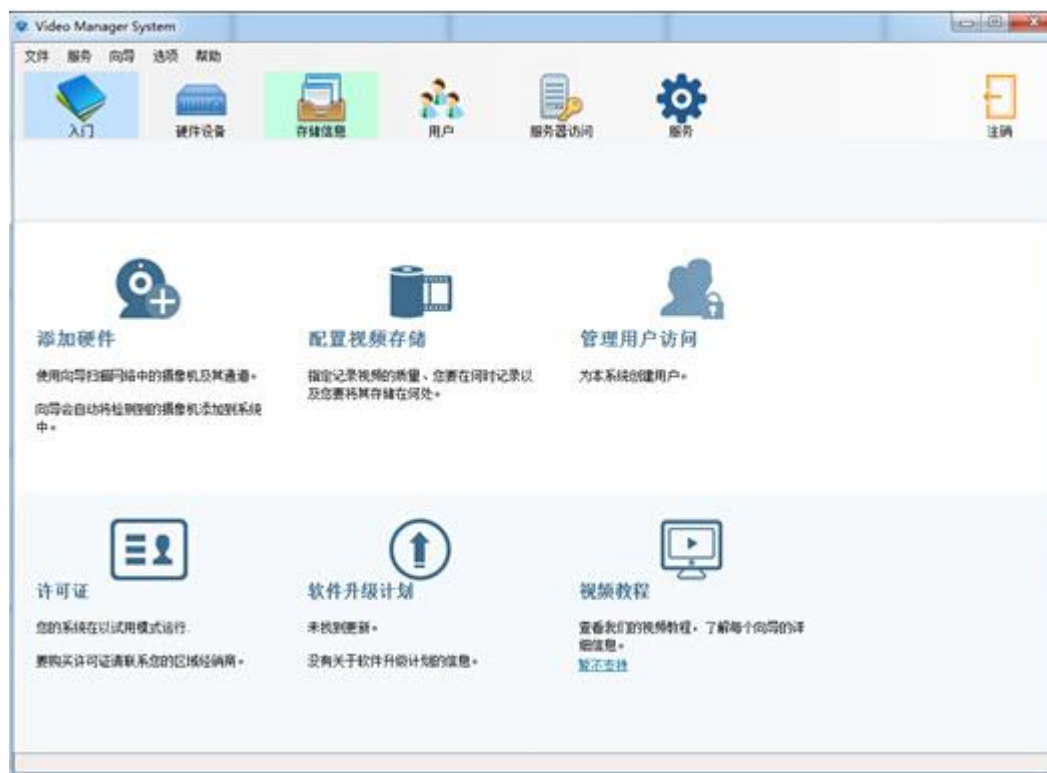 Video Manager System
文件 服务 向导 选项 帮助
入门 硬件设备 存储信息 用户 服务器访问 服务 注销
添加硬件 配置视频存储 管理用户访问
使用向导扫描网络中的摄像机及其通道。
向导会自动将检测到的摄像机添加到系统
中。
指定记录视频的质量、您要在何时记录以
及您要将其存储在何处。
为本系统创建用户。
许可证 软件升级计划 视频教程
您的系统在以试用模式运行.
要购买许可证请联系您的区域经销商。
未找到更新。
没有关于软件升级计划的信息。
查看我们的视频教程，了解每个向导的详
细信息。
暂不支持